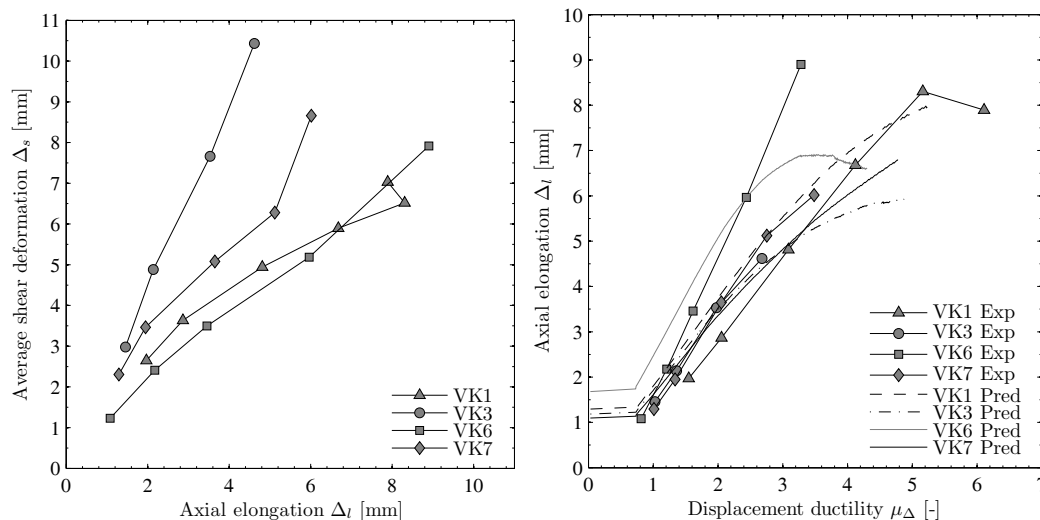 Average shear deformation Δs [mm]
11
10
9
8
7
6
5
4
3
2
1
0
0 2 4 6 8 10
Axial elongation Δl [mm]
VK1
VK3
VK6
VK7
Axial elongation Δl [mm]
10
9
8
7
6
5
4
3
2
1
0
0 1 2 3 4 5 6 7
Displacement ductility μΔ [-]
VK1 Exp
VK3 Exp
VK6 Exp
VK7 Exp
VK1 Pred
VK3 Pred
VK6 Pred
VK7 Pred